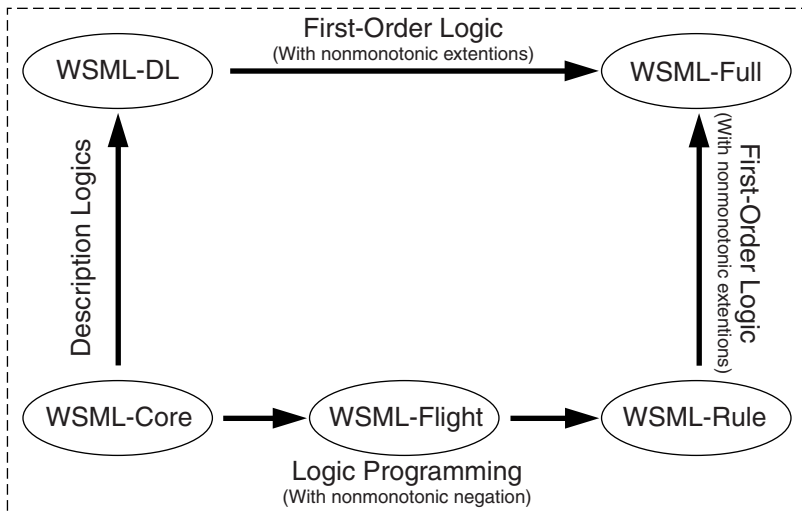 First-Order Logic
(With nonmonotonic extentions)
WSML-DL
WSML-Full
Description Logics
First-Order Logic
(With nonmonotonic extentions)
WSML-Core
WSML-Flight
WSML-Rule
Logic Programming
(With nonmonotonic negation)